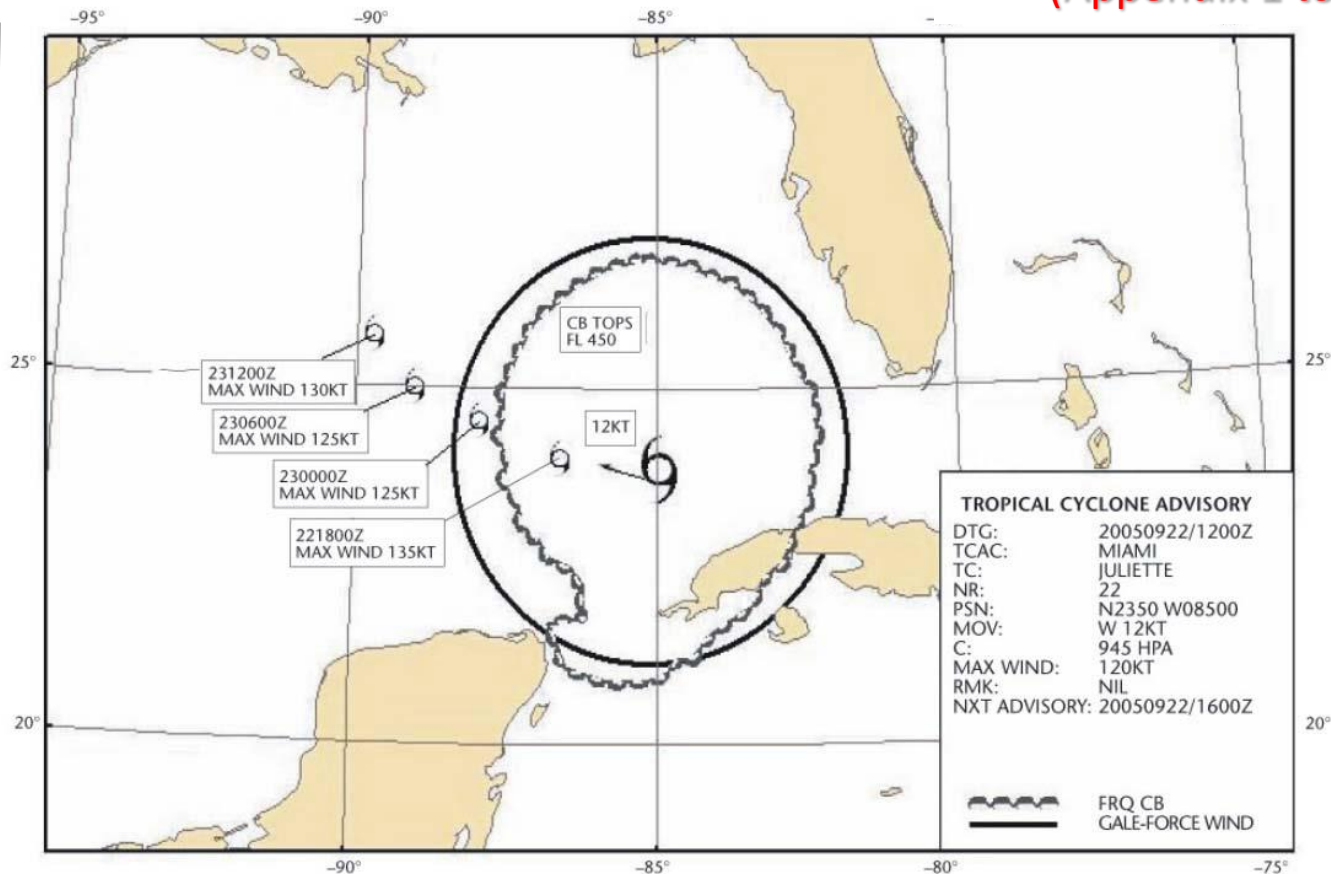 (Appendix
-95°
-90°
-85°
CB TOPS
FL 450
25°
25°
231200Z
MAX WIND 130KT
230600Z
MAX WIND 125KT
12KT
230000Z
MAX WIND 125KT
221800Z
MAX WIND 135KT
TROPICAL CYCLONE ADVISORY
DTG: 20050922/1200Z
TCAC: MIAMI
TC: JULIETTE
NR: 22
PSN: N2350 W08500
MOV: W 12KT
C: 945 HPA
MAX WIND: 120KT
RMK: NIL
NXT ADVISORY: 20050922/1600Z
20°
20°
FRQ CB
GALE-FORCE WIND
-90°
-85°
-80°
-75°